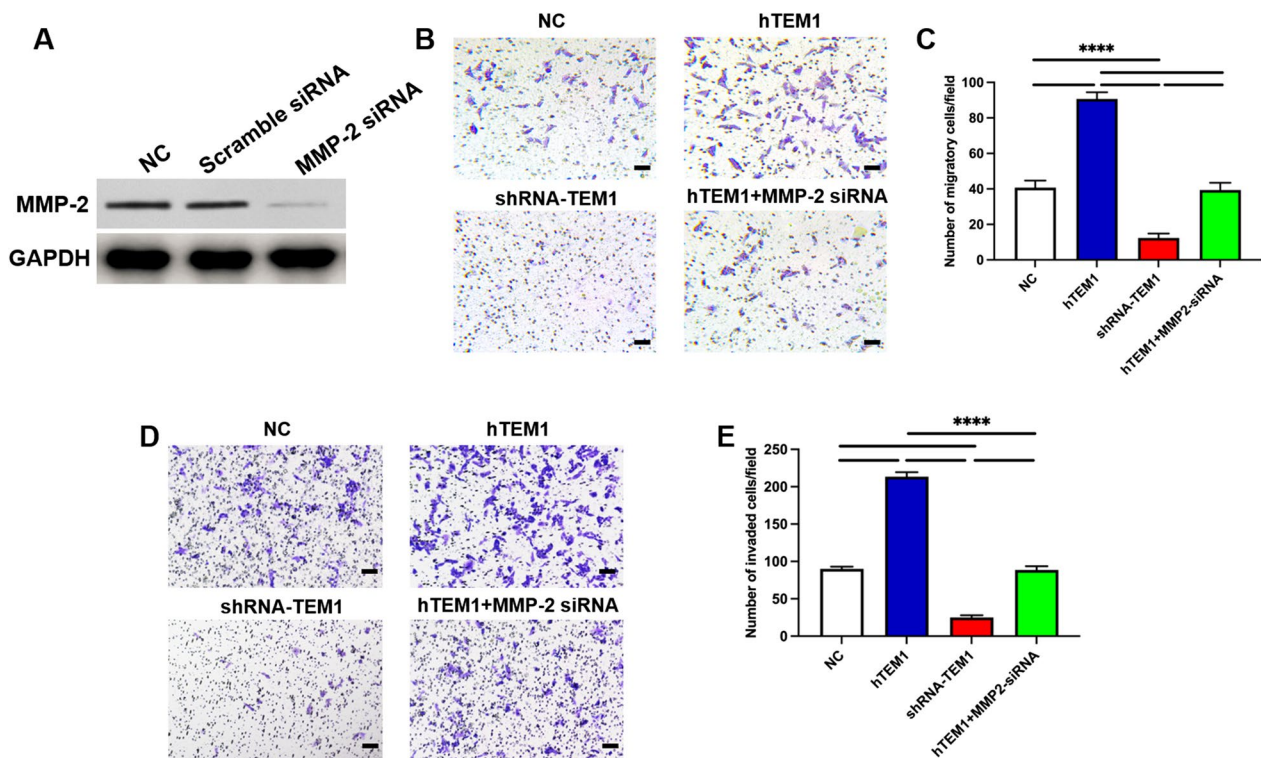 A
NC
Scramble siRNA
MMP-2 siRNA
MMP-2
GAPDH
B
NC
hTEM1
shRNA-TEM1
hTEM1+MMP-2 siRNA
C
****
Number of migratory cells/field
100
80
60
40
20
0
NC
hTEM1
shRNA-TEM1
hTEM1+MMP2-siRNA
D
NC
hTEM1
shRNA-TEM1
hTEM1+MMP-2 siRNA
E
****
Number of invaded cells/field
250
200
150
100
50
0
NC
hTEM1
shRNA-TEM1
hTEM1+MMP2-siRNA